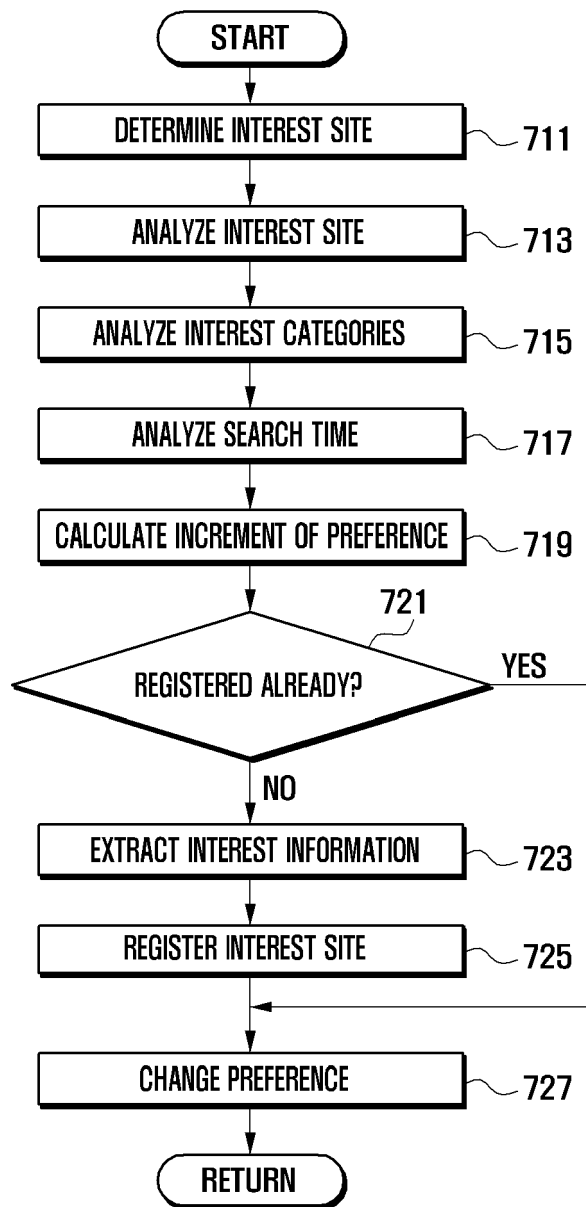 START
DETERMINE INTEREST SITE
711
ANALYZE INTEREST SITE
713
ANALYZE INTEREST CATEGORIES
715
ANALYZE SEARCH TIME
717
CALCULATE INCREMENT OF PREFERENCE
719
721
REGISTERED ALREADY?
YES
NO
EXTRACT INTEREST INFORMATION
723
REGISTER INTEREST SITE
725
CHANGE PREFERENCE
727
RETURN